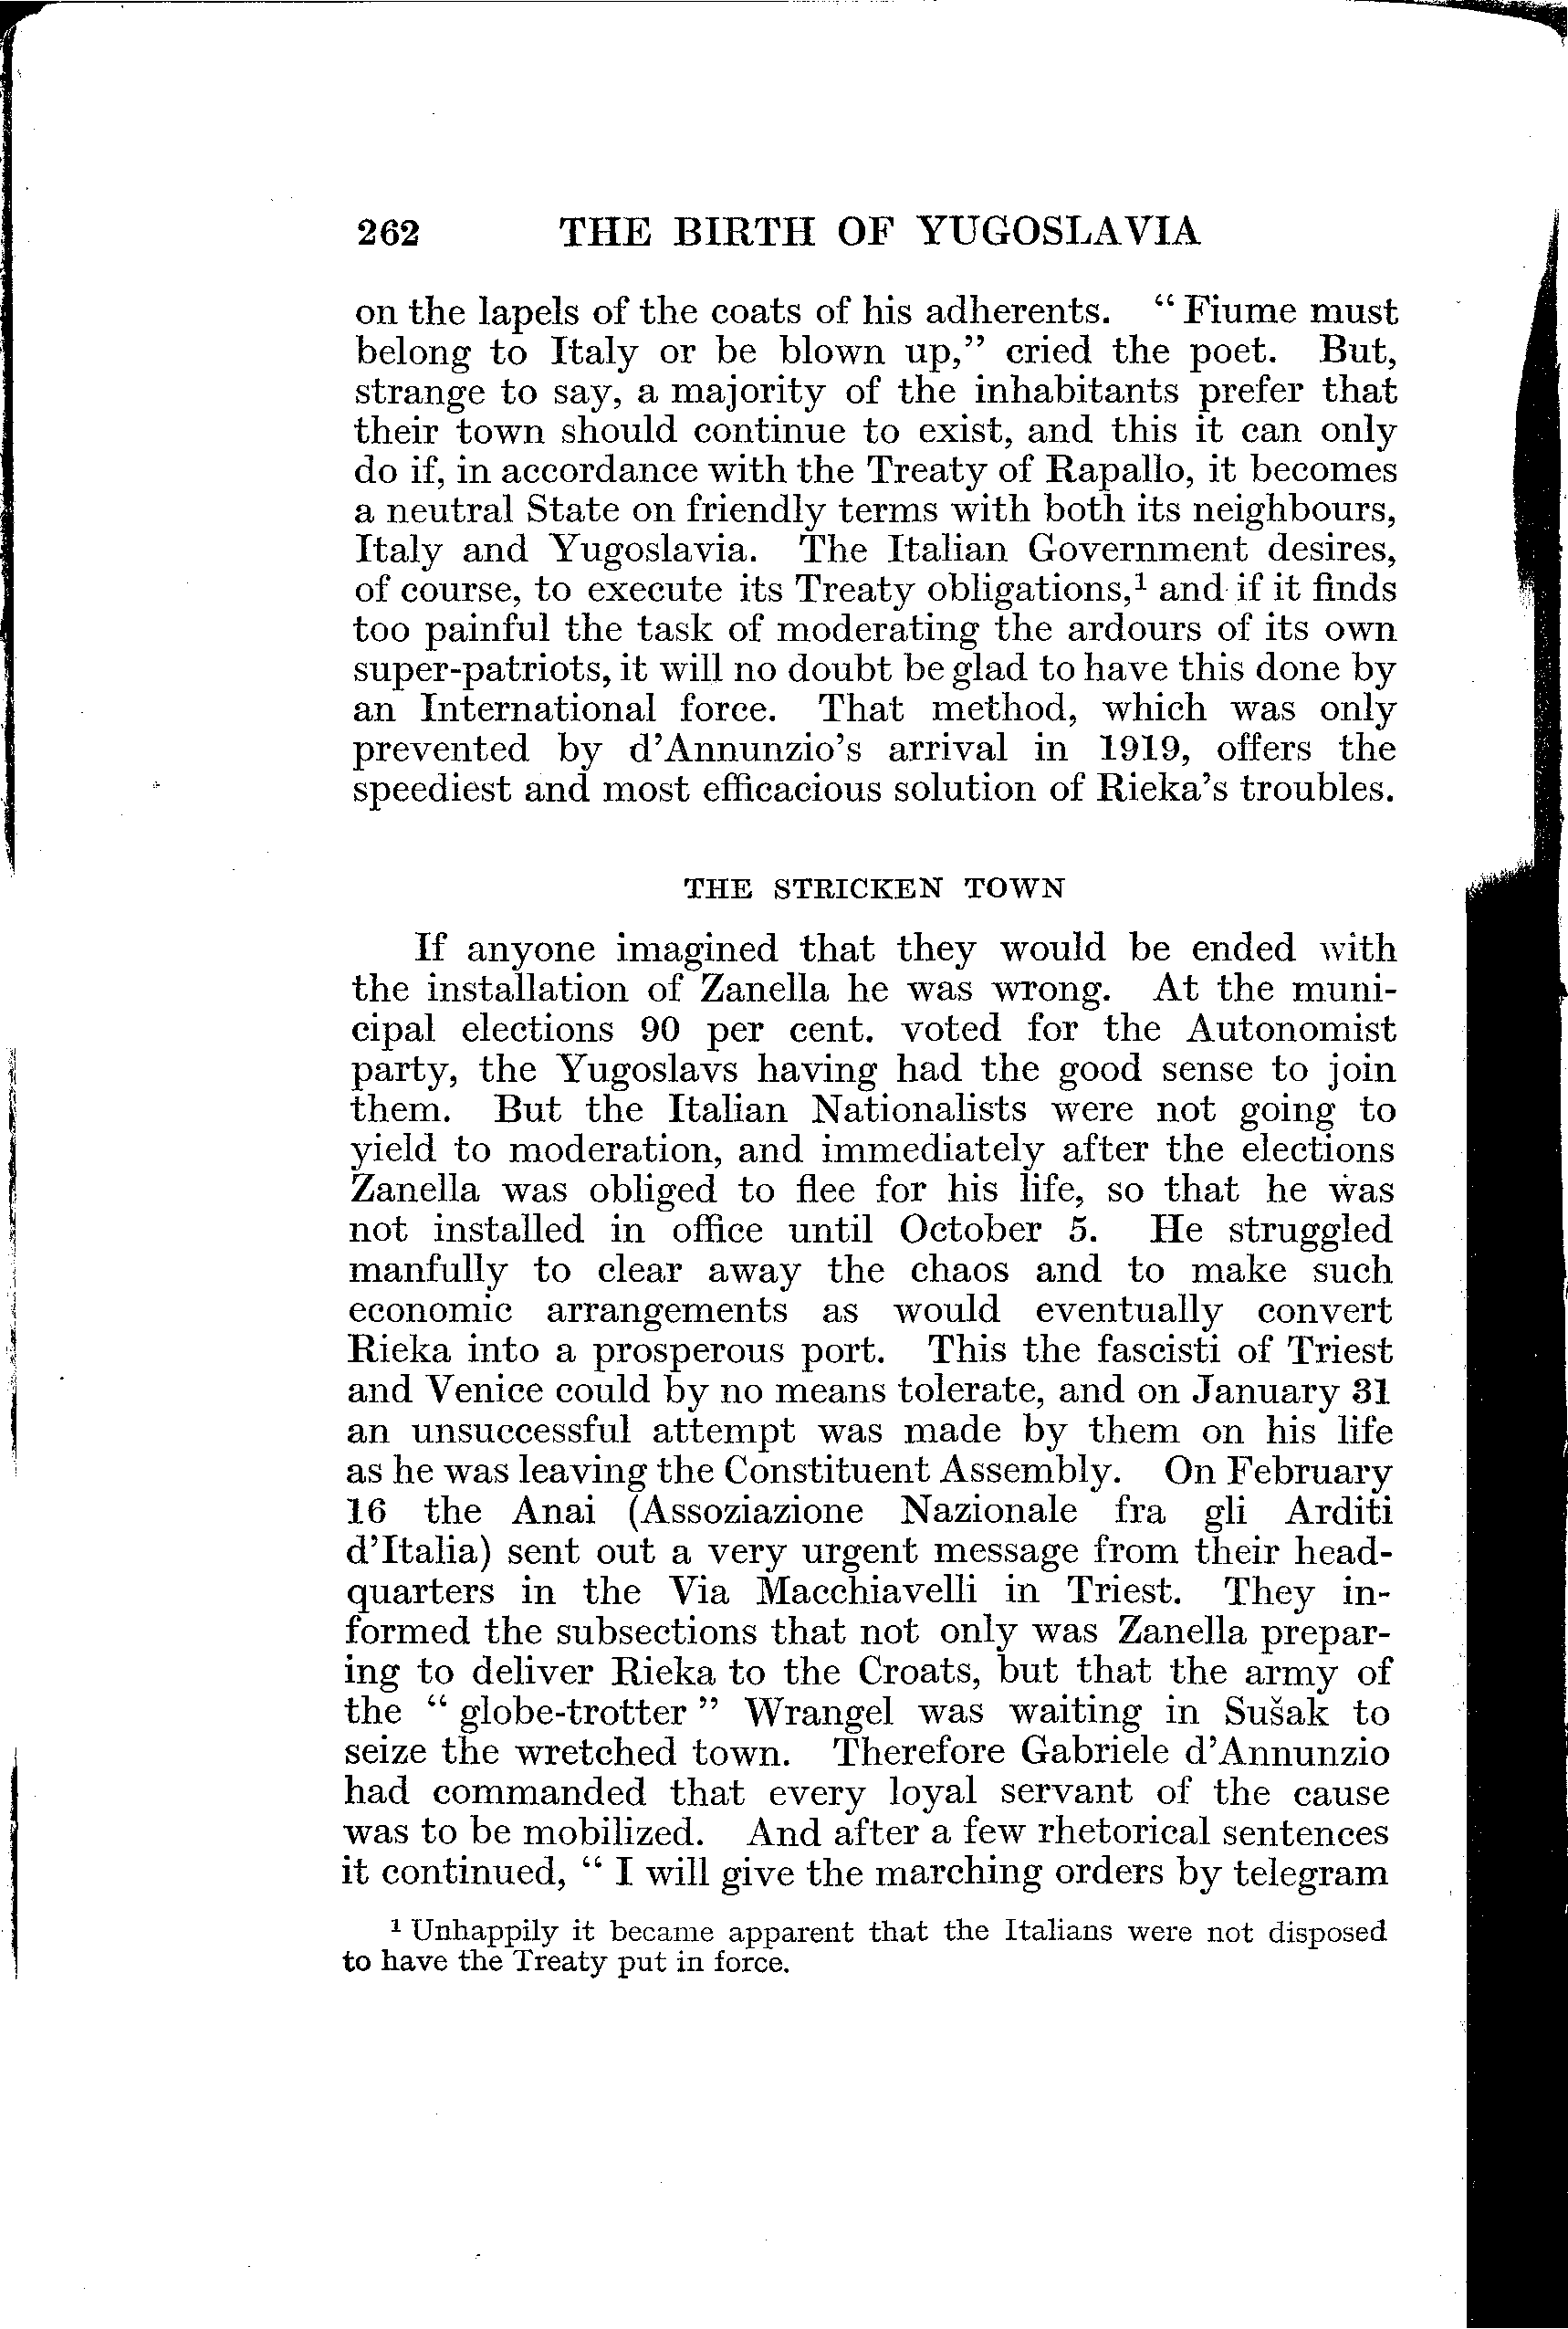 262 THE BIRTH OF YUGOSLAVIA
on the lapels of the coats of his adherents. “ Fiume must
belong to Italy or be blown up,” cried the poet. But,
strange to say, a majority of the inhabitants prefer that
their town should continue to exist, and this it can only
do if, in accordance with the Treaty of Rapallo, it becomes
a neutral State on friendly terms with both its neighbours,
Italy and Yugoslavia. The Italian Government desires,
of course, to execute its Treaty obligations,¹ and if it finds
too painful the task of moderating the ardours of its own
super-patriots, it will no doubt be glad to have this done by
an International force. That method, which was only
prevented by d’Annunzio’s arrival in 1919, offers the
speediest and most efficacious solution of Rieka’s troubles.
THE STRICKEN TOWN
If anyone imagined that they would be ended with
the installation of Zanella he was wrong. At the muni-
cipal elections 90 per cent. voted for the Autonomist
party, the Yugoslavs having had the good sense to join
them. But the Italian Nationalists were not going to
yield to moderation, and immediately after the elections
Zanella was obliged to flee for his life, so that he was
not installed in office until October 5. He struggled
manfully to clear away the chaos and to make such
economic arrangements as would eventually convert
Rieka into a prosperous port. This the fascisti of Triest
and Venice could by no means tolerate, and on January 31
an unsuccessful attempt was made by them on his life
as he was leaving the Constituent Assembly. On February
16 the Anai (Assoziazione Nazionale fra gli Arditi
d’Italia) sent out a very urgent message from their head-
quarters in the Via Macchiavelli in Triest. They in-
formed the subsections that not only was Zanella prepar-
ing to deliver Rieka to the Croats, but that the army of
the “ globe-trotter ” Wrangel was waiting in Sušak to
seize the wretched town. Therefore Gabriele d’Annunzio
had commanded that every loyal servant of the cause
was to be mobilized. And after a few rhetorical sentences
it continued, “ I will give the marching orders by telegram
¹ Unhappily it became apparent that the Italians were not disposed
to have the Treaty put in force.